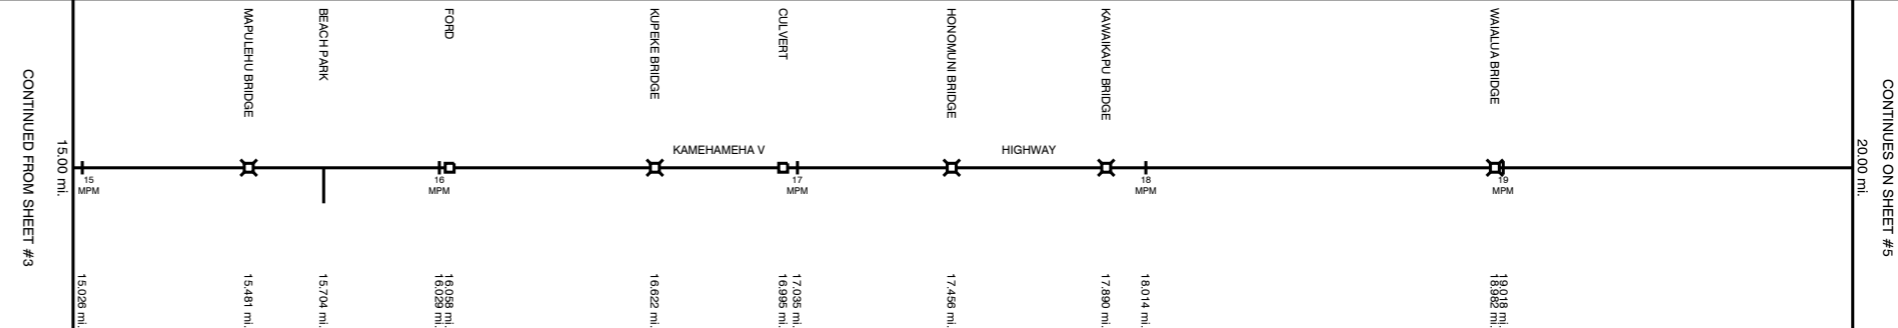 CONTINUED FROM SHEET #3
15.00 mi.
MAPULEHU BRIDGE
BEACH PARK
FORD
KUPEKE BRIDGE
CULVERT
HONOMUNI BRIDGE
KAWAIKAPU BRIDGE
WAIALUA BRIDGE
KAMEHAMEHA V
HIGHWAY
15
MPM
16
MPM
17
MPM
18
MPM
19
MPM
15.026 mi.
15.481 mi.
15.704 mi.
16.029 mi.
16.058 mi.
16.622 mi.
16.995 mi.
17.035 mi.
17.456 mi.
17.890 mi.
18.014 mi.
18.982 mi.
19.018 mi.
20.00 mi.
CONTINUES ON SHEET #5